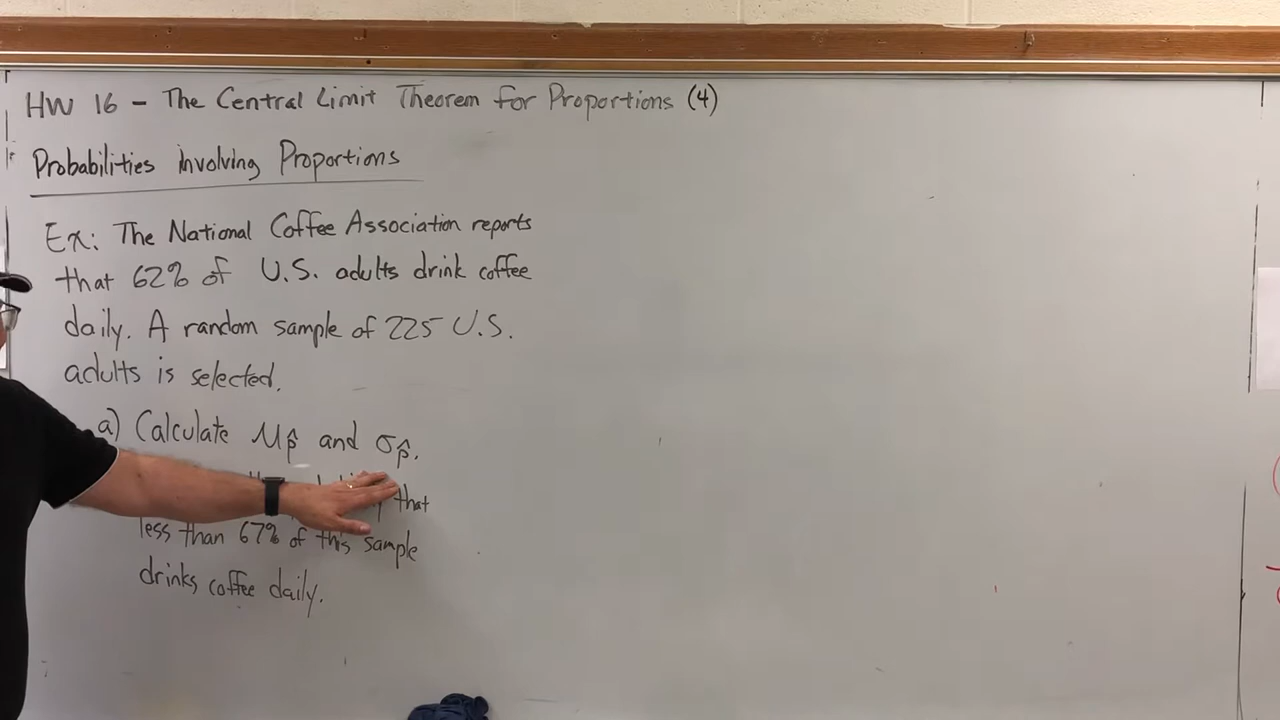 HW 16 - The Central Limit Theorem for Proportions (4)
Probabilities involving Proportions
Ex: The National Coffee Association reports
that 62% of U.S. adults drink coffee
daily. A random sample of 225 U.S.
adults is selected.
a) Calculate μp̂ and σp̂.
that
less than 67% of this sample
drinks coffee daily.